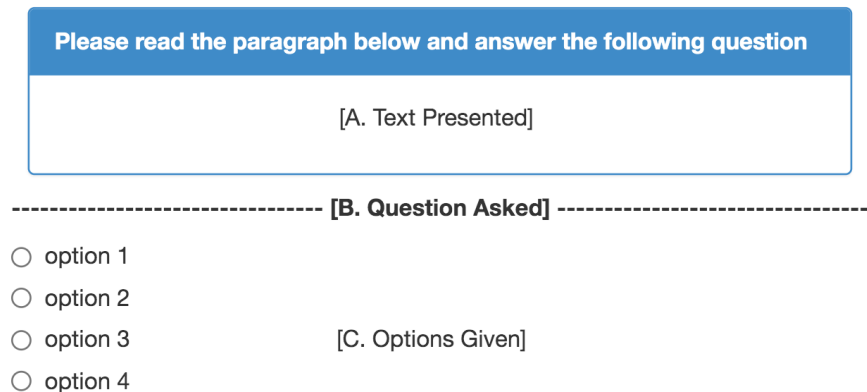 Please read the paragraph below and answer the following question
[A. Text Presented]
--------------------------------- [B. Question Asked] ---------------------------------
option 1
option 2
option 3 [C. Options Given]
option 4